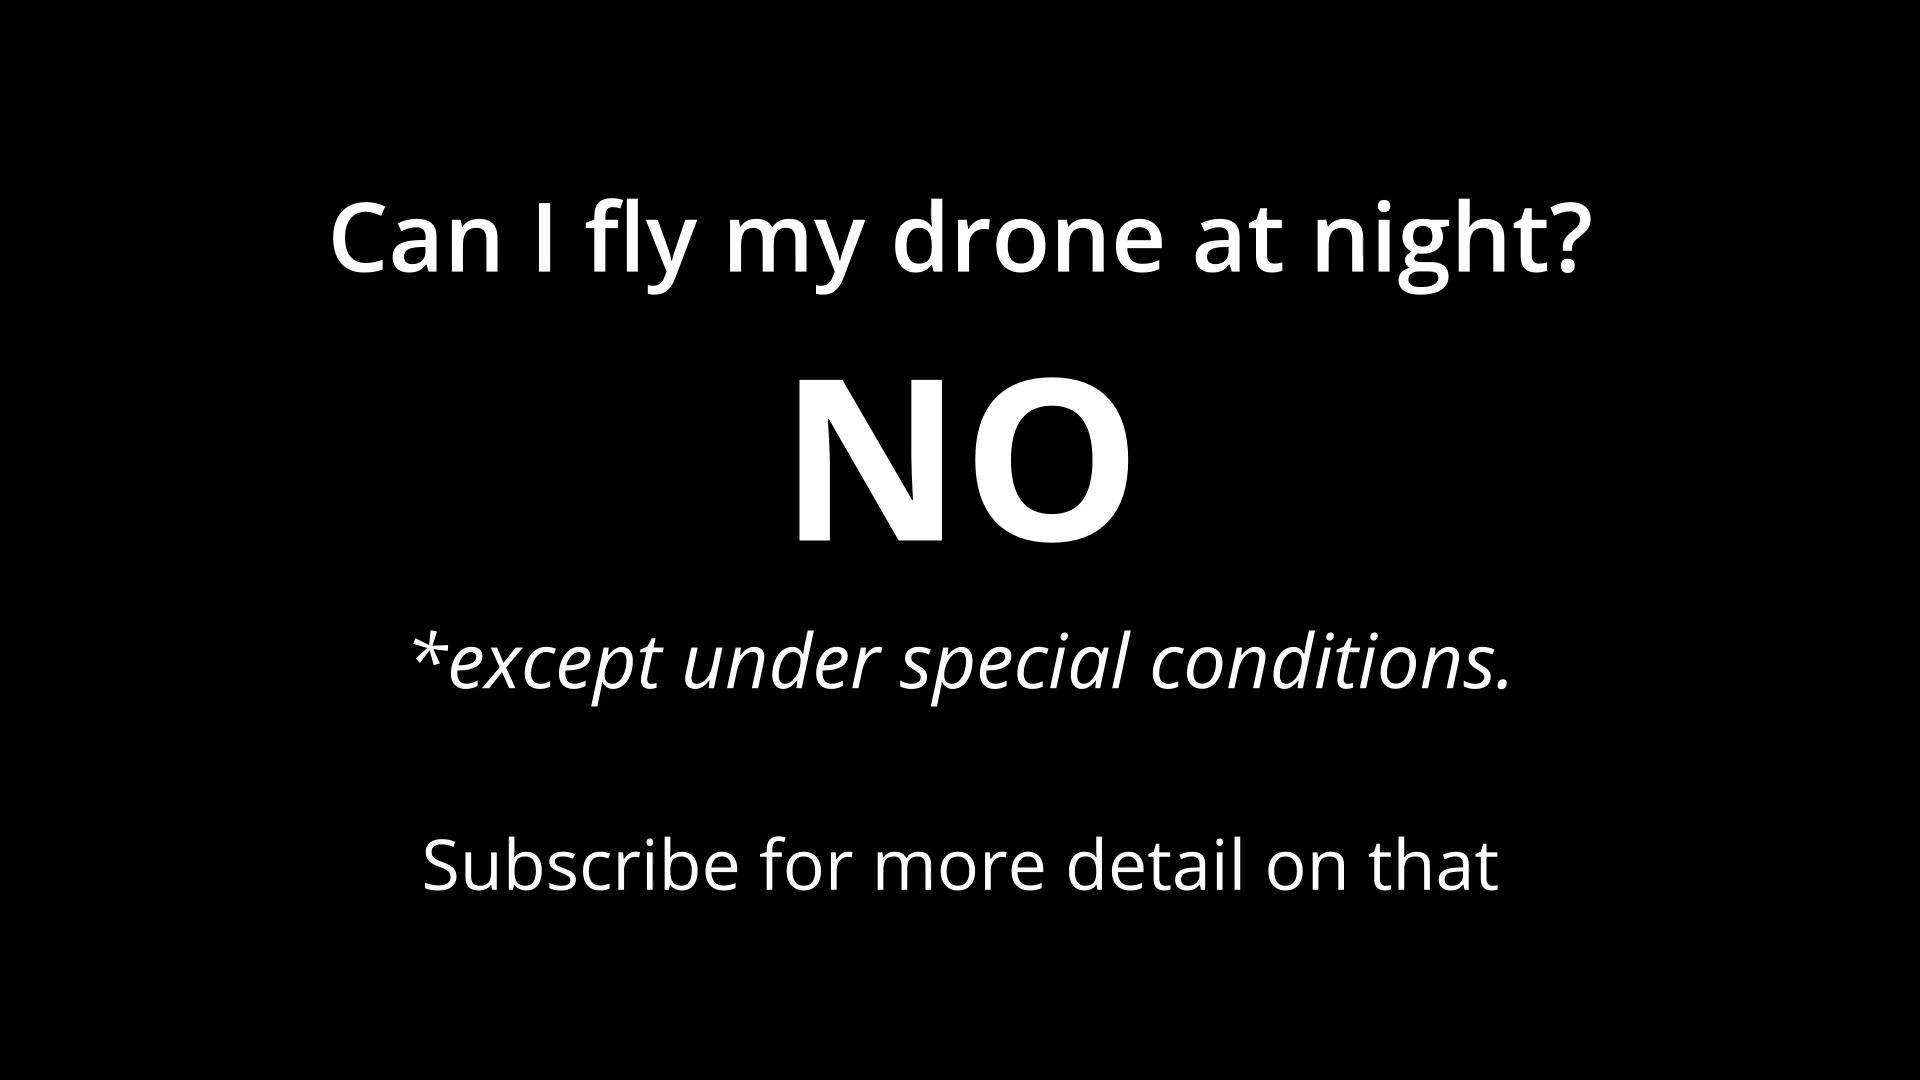 Can I fly my drone at night?
NO
*except under special conditions.
Subscribe for more detail on that